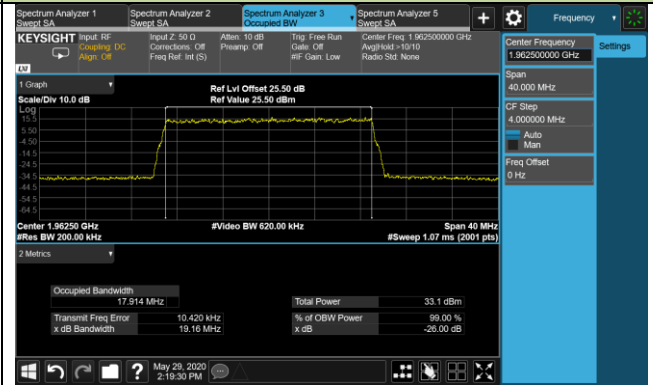 Spectrum Analyzer 1
Swept SA
Spectrum Analyzer 2
Swept SA
Spectrum Analyzer 3
Occupied BW
Spectrum Analyzer 5
Swept SA
Frequency
KEYSIGHT
Input: RF
Coupling: DC
Align: Off
Input Z: 50 Ω
Corrections: Off
Freq Ref: Int (S)
Atten: 10 dB
Preamp: Off
Trig: Free Run
Gate: Off
#IF Gain: Low
Center Freq: 1.962500000 GHz
Avg|Hold:>10/10
Radio Std: None
LXI
Center Frequency
1.962500000 GHz
Settings
Span
40.000 MHz
CF Step
4.000000 MHz
Auto
Man
Freq Offset
0 Hz
1 Graph
Scale/Div 10.0 dB
Ref Lvl Offset 25.50 dB
Ref Value 25.50 dBm
Log
15.5
5.50
-4.50
-14.5
-24.5
-34.5
-44.5
-54.5
-64.5
Center 1.96250 GHz
#Res BW 200.00 kHz
#Video BW 620.00 kHz
Span 40 MHz
#Sweep 1.07 ms (2001 pts)
2 Metrics
Occupied Bandwidth
17.914 MHz
Transmit Freq Error 10.420 kHz
x dB Bandwidth 19.16 MHz
Total Power 33.1 dBm
% of OBW Power 99.00 %
x dB -26.00 dB
?
May 29, 2020
2:19:30 PM